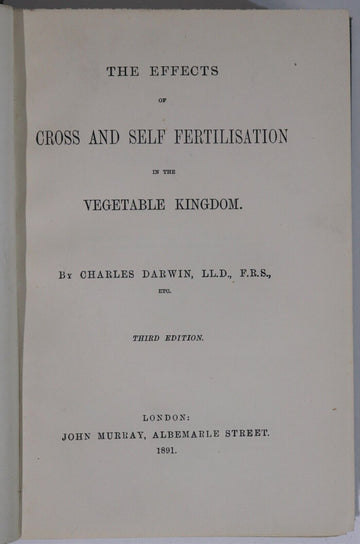 THE EFFECTS
OF
CROSS AND SELF FERTILISATION
IN THE
VEGETABLE KINGDOM.
BY CHARLES DARWIN, LL.D., F.R.S.,
ETC.
THIRD EDITION.
LONDON:
JOHN MURRAY, ALBEMARLE STREET.
1891.